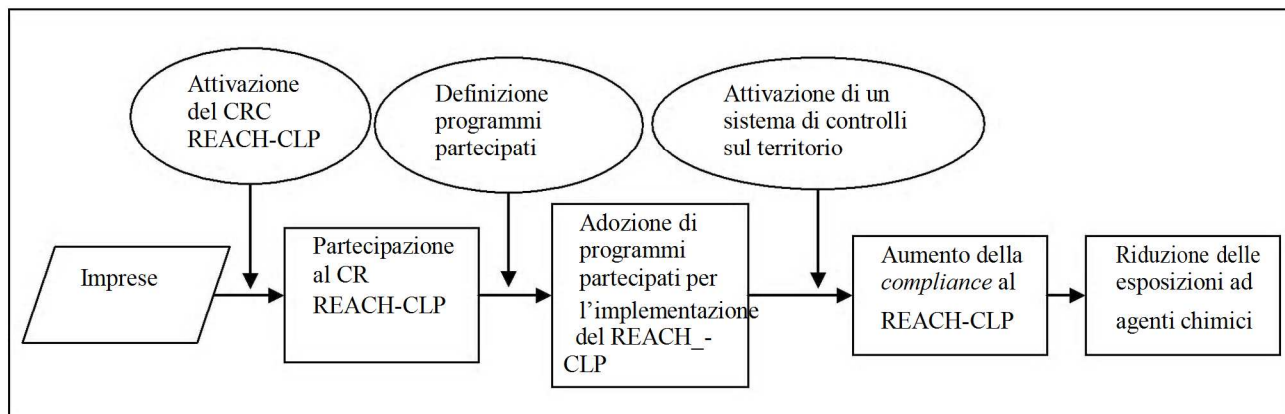 Attivazione
del CRC
REACH-CLP
Definizione
programmi
partecipati
Attivazione di un
sistema di controlli
sul territorio
Imprese
Partecipazione
al CR
REACH-CLP
Adozione di
programmi
partecipati per
l’implementazione
del REACH_-
CLP
Aumento della
compliance al
REACH-CLP
Riduzione delle
esposizioni ad
agenti chimici